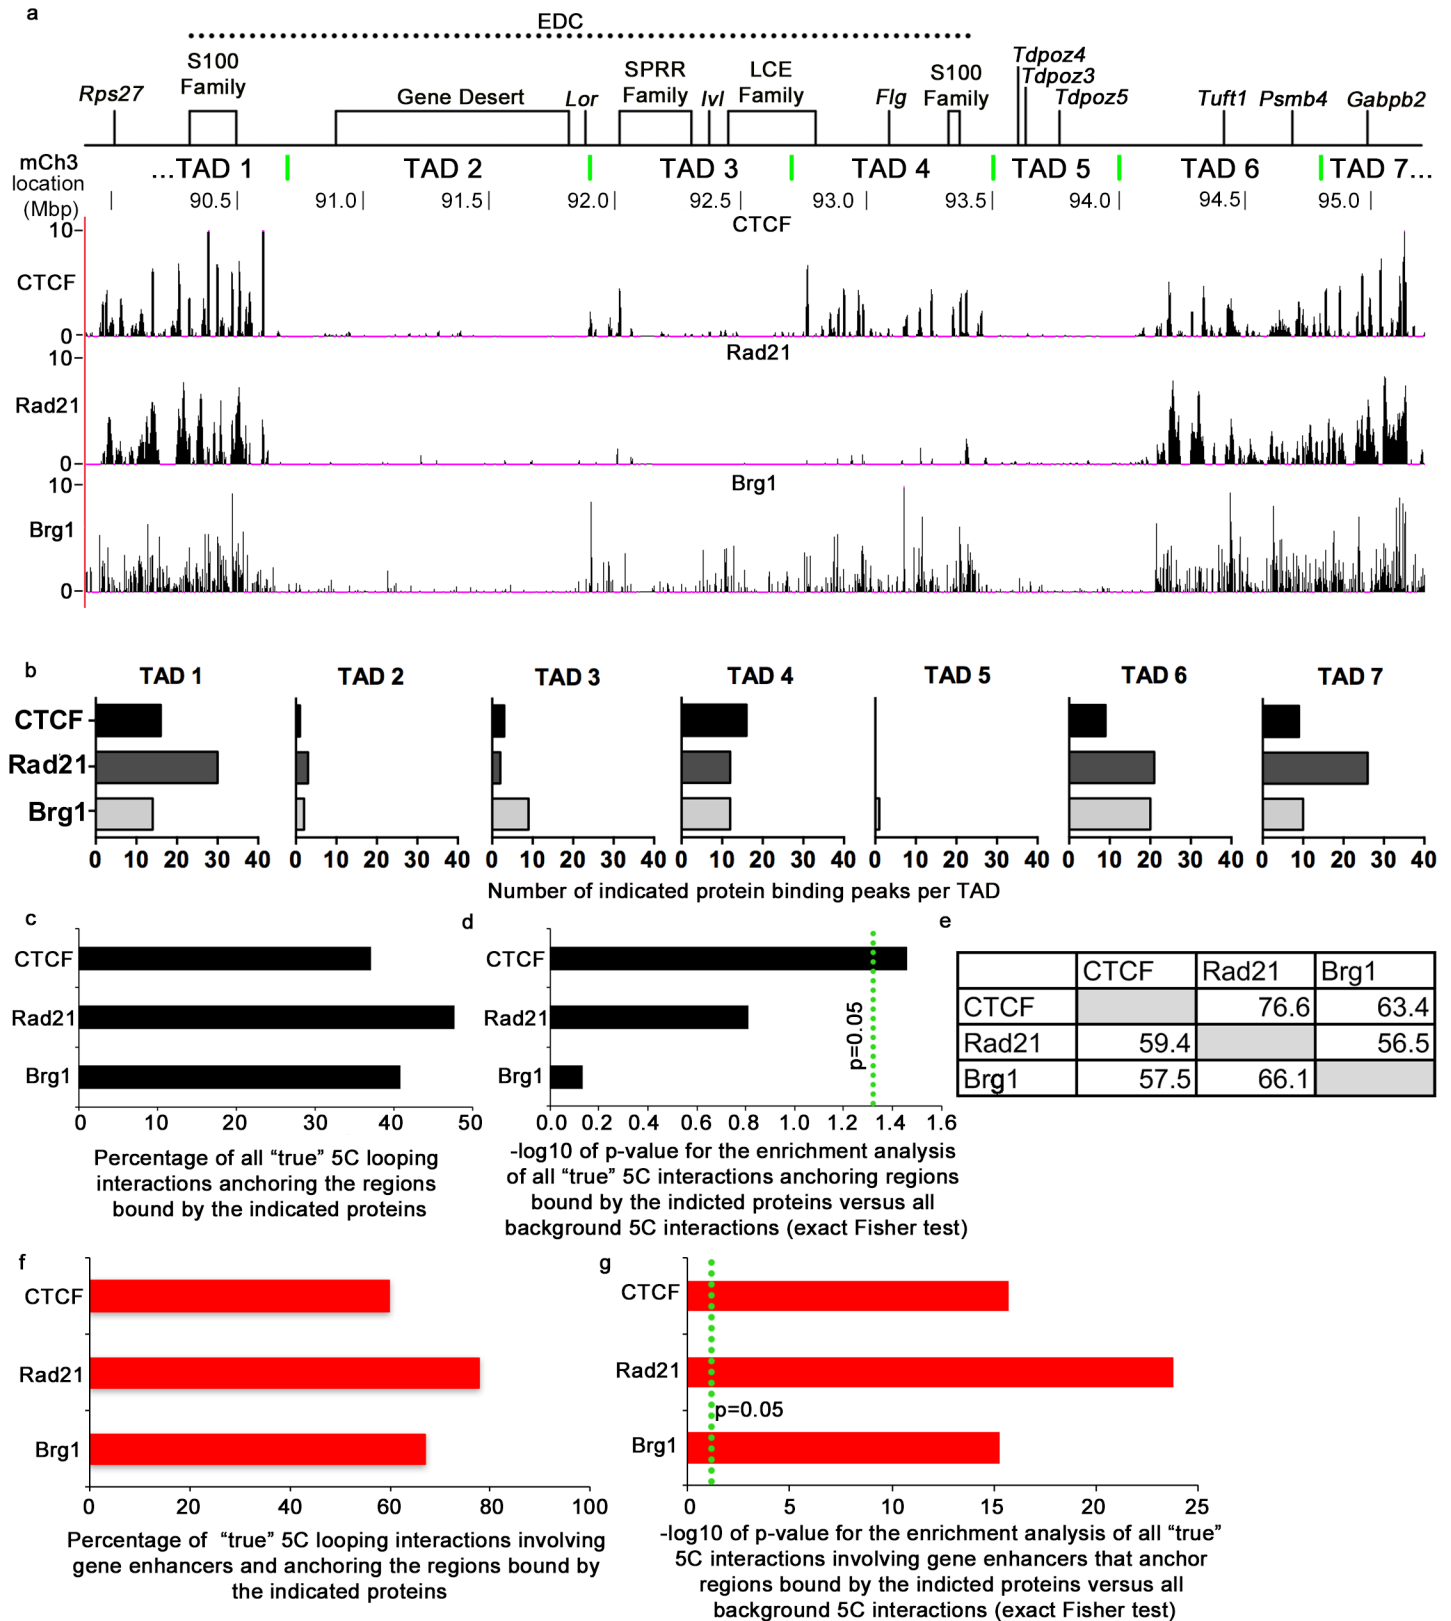 a
EDC
S100
Family
Rps27
Gene Desert
Lor
SPRR
Family
Ivl
LCE
Family
Flg
S100
Family
Tdpoz4
Tdpoz3
Tdpoz5
Tuft1
Psmb4
Gabpb2
mCh3
location
(Mbp)
...TAD 1
TAD 2
TAD 3
TAD 4
TAD 5
TAD 6
TAD 7...
90.5
91.0
91.5
92.0
92.5
93.0
93.5
94.0
94.5
95.0
CTCF
10
CTCF
0
Rad21
10
Rad21
0
Brg1
10
Brg1
0
b
TAD 1
TAD 2
TAD 3
TAD 4
TAD 5
TAD 6
TAD 7
CTCF
Rad21
Brg1
0 10 20 30 40
0 10 20 30 40
0 10 20 30 40
0 10 20 30 40
0 10 20 30 40
0 10 20 30 40
0 10 20 30 40
Number of indicated protein binding peaks per TAD
c
CTCF
Rad21
Brg1
0 10 20 30 40 50
Percentage of all “true” 5C looping
interactions anchoring the regions
bound by the indicated proteins
d
CTCF
Rad21
Brg1
p=0.05
0.0 0.2 0.4 0.6 0.8 1.0 1.2 1.4 1.6
-log10 of p-value for the enrichment analysis
of all “true” 5C interactions anchoring regions
bound by the indicted proteins versus all
background 5C interactions (exact Fisher test)
e
CTCF Rad21 Brg1
CTCF 76.6 63.4
Rad21 59.4 56.5
Brg1 57.5 66.1
f
CTCF
Rad21
Brg1
0 20 40 60 80 100
Percentage of “true” 5C looping interactions involving
gene enhancers and anchoring the regions bound by
the indicated proteins
g
CTCF
Rad21
p=0.05
Brg1
0 5 10 15 20 25
-log10 of p-value for the enrichment analysis of all “true”
5C interactions involving gene enhancers that anchor
regions bound by the indicted proteins versus all
background 5C interactions (exact Fisher test)